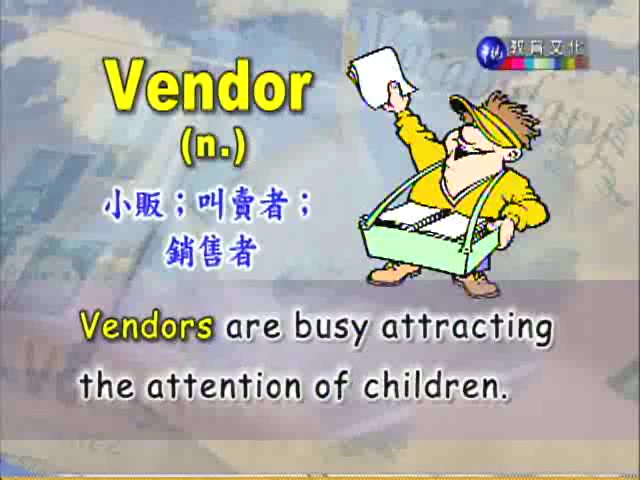 教育文化
Vocabulary
Vendor
(n.)
小販；叫賣者；
銷售者
Vendors are busy attracting
the attention of children.